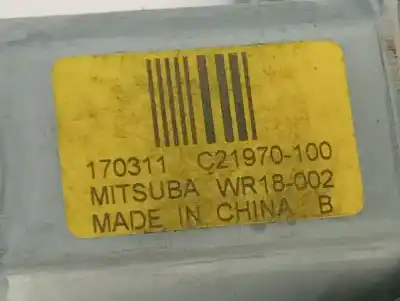 170311 C21970-100
MITSUBA WR18-002
MADE IN CHINA B